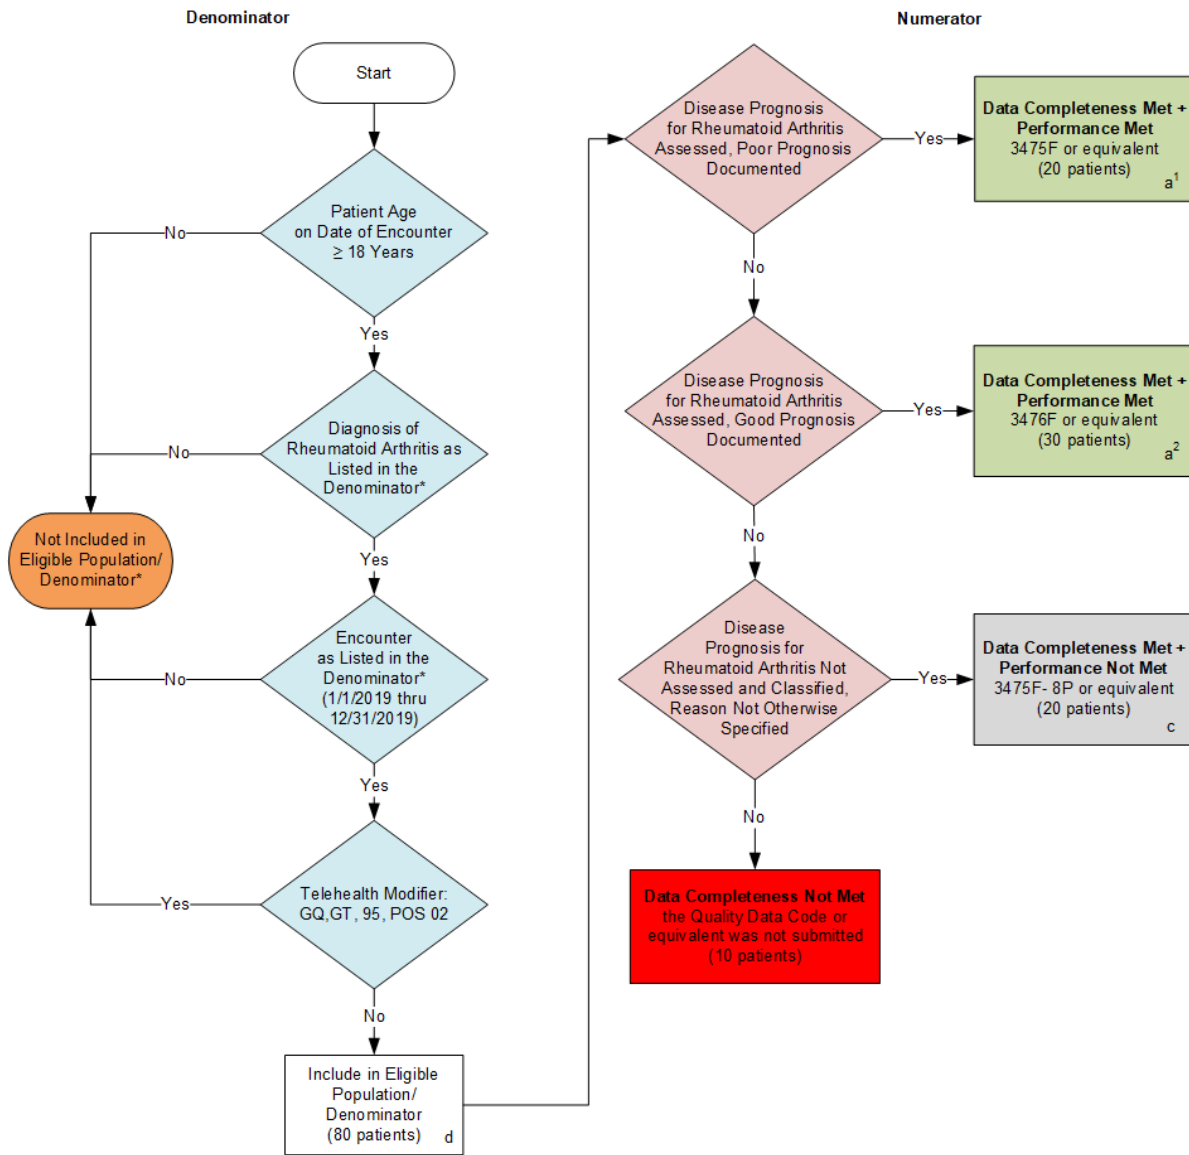 Denominator
Start
Patient Age
on Date of Encounter
≥ 18 Years
No
Yes
Diagnosis of
Rheumatoid Arthritis as
Listed in the
Denominator*
No
Not Included in
Eligible Population/
Denominator*
Yes
Encounter
as Listed in the
Denominator*
(1/1/2019 thru
12/31/2019)
No
Yes
Telehealth Modifier:
GQ,GT, 95, POS 02
Yes
No
Include in Eligible
Population/
Denominator
(80 patients)
d
Numerator
Disease Prognosis
for Rheumatoid Arthritis
Assessed, Poor Prognosis
Documented
Yes
Data Completeness Met +
Performance Met
3475F or equivalent
(20 patients)
a¹
No
Disease Prognosis
for Rheumatoid Arthritis
Assessed, Good Prognosis
Documented
Yes
Data Completeness Met +
Performance Met
3476F or equivalent
(30 patients)
a²
No
Disease
Prognosis for
Rheumatoid Arthritis Not
Assessed and Classified,
Reason Not Otherwise
Specified
Yes
Data Completeness Met +
Performance Not Met
3475F- 8P or equivalent
(20 patients)
c
No
Data Completeness Not Met
the Quality Data Code or
equivalent was not submitted
(10 patients)